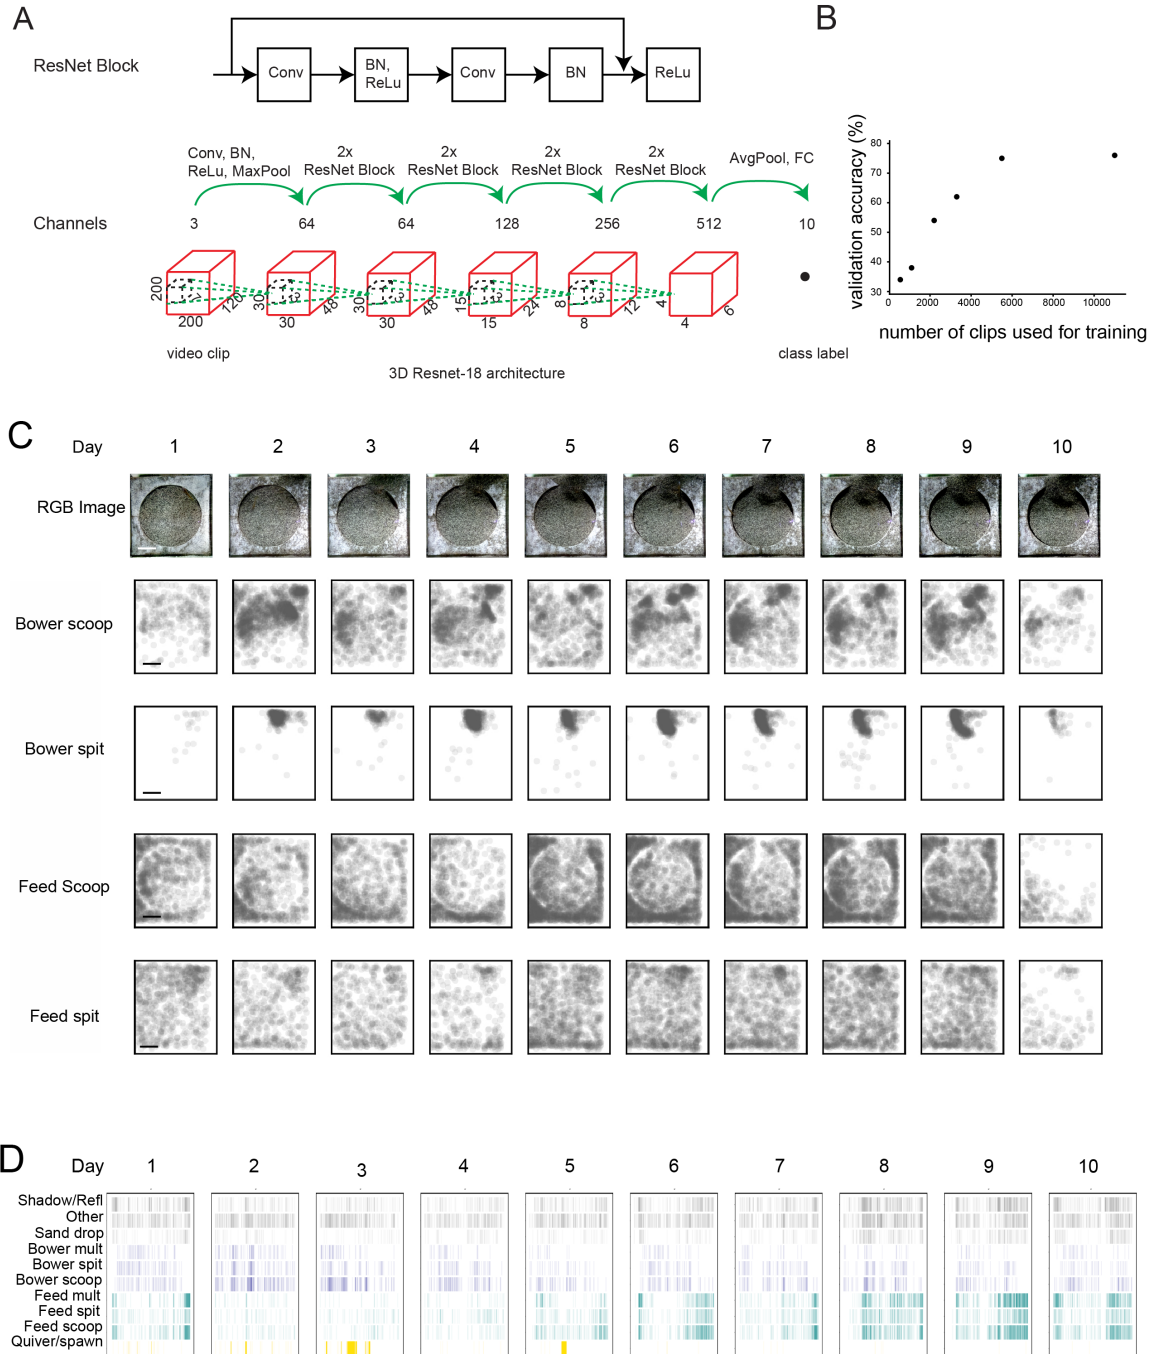 A
B
ResNet Block
Conv
BN,
ReLu
Conv
BN
ReLu
Conv, BN,
ReLu, MaxPool
2x
ResNet Block
2x
ResNet Block
2x
ResNet Block
2x
ResNet Block
AvgPool, FC
Channels
3
64
64
128
256
512
10
200
200
120
30
30
48
30
30
48
15
15
24
8
8
12
4
4
6
video clip
class label
3D Resnet-18 architecture
validation accuracy (%)
80
70
60
50
40
30
0
2000
4000
6000
8000
10000
number of clips used for training
C
Day 1 2 3 4 5 6 7 8 9 10
RGB Image
Bower scoop
Bower spit
Feed Scoop
Feed spit
D
Day 1 2 3 4 5 6 7 8 9 10
Shadow/Refl
Other
Sand drop
Bower mult
Bower spit
Bower scoop
Feed mult
Feed spit
Feed scoop
Quiver/spawn